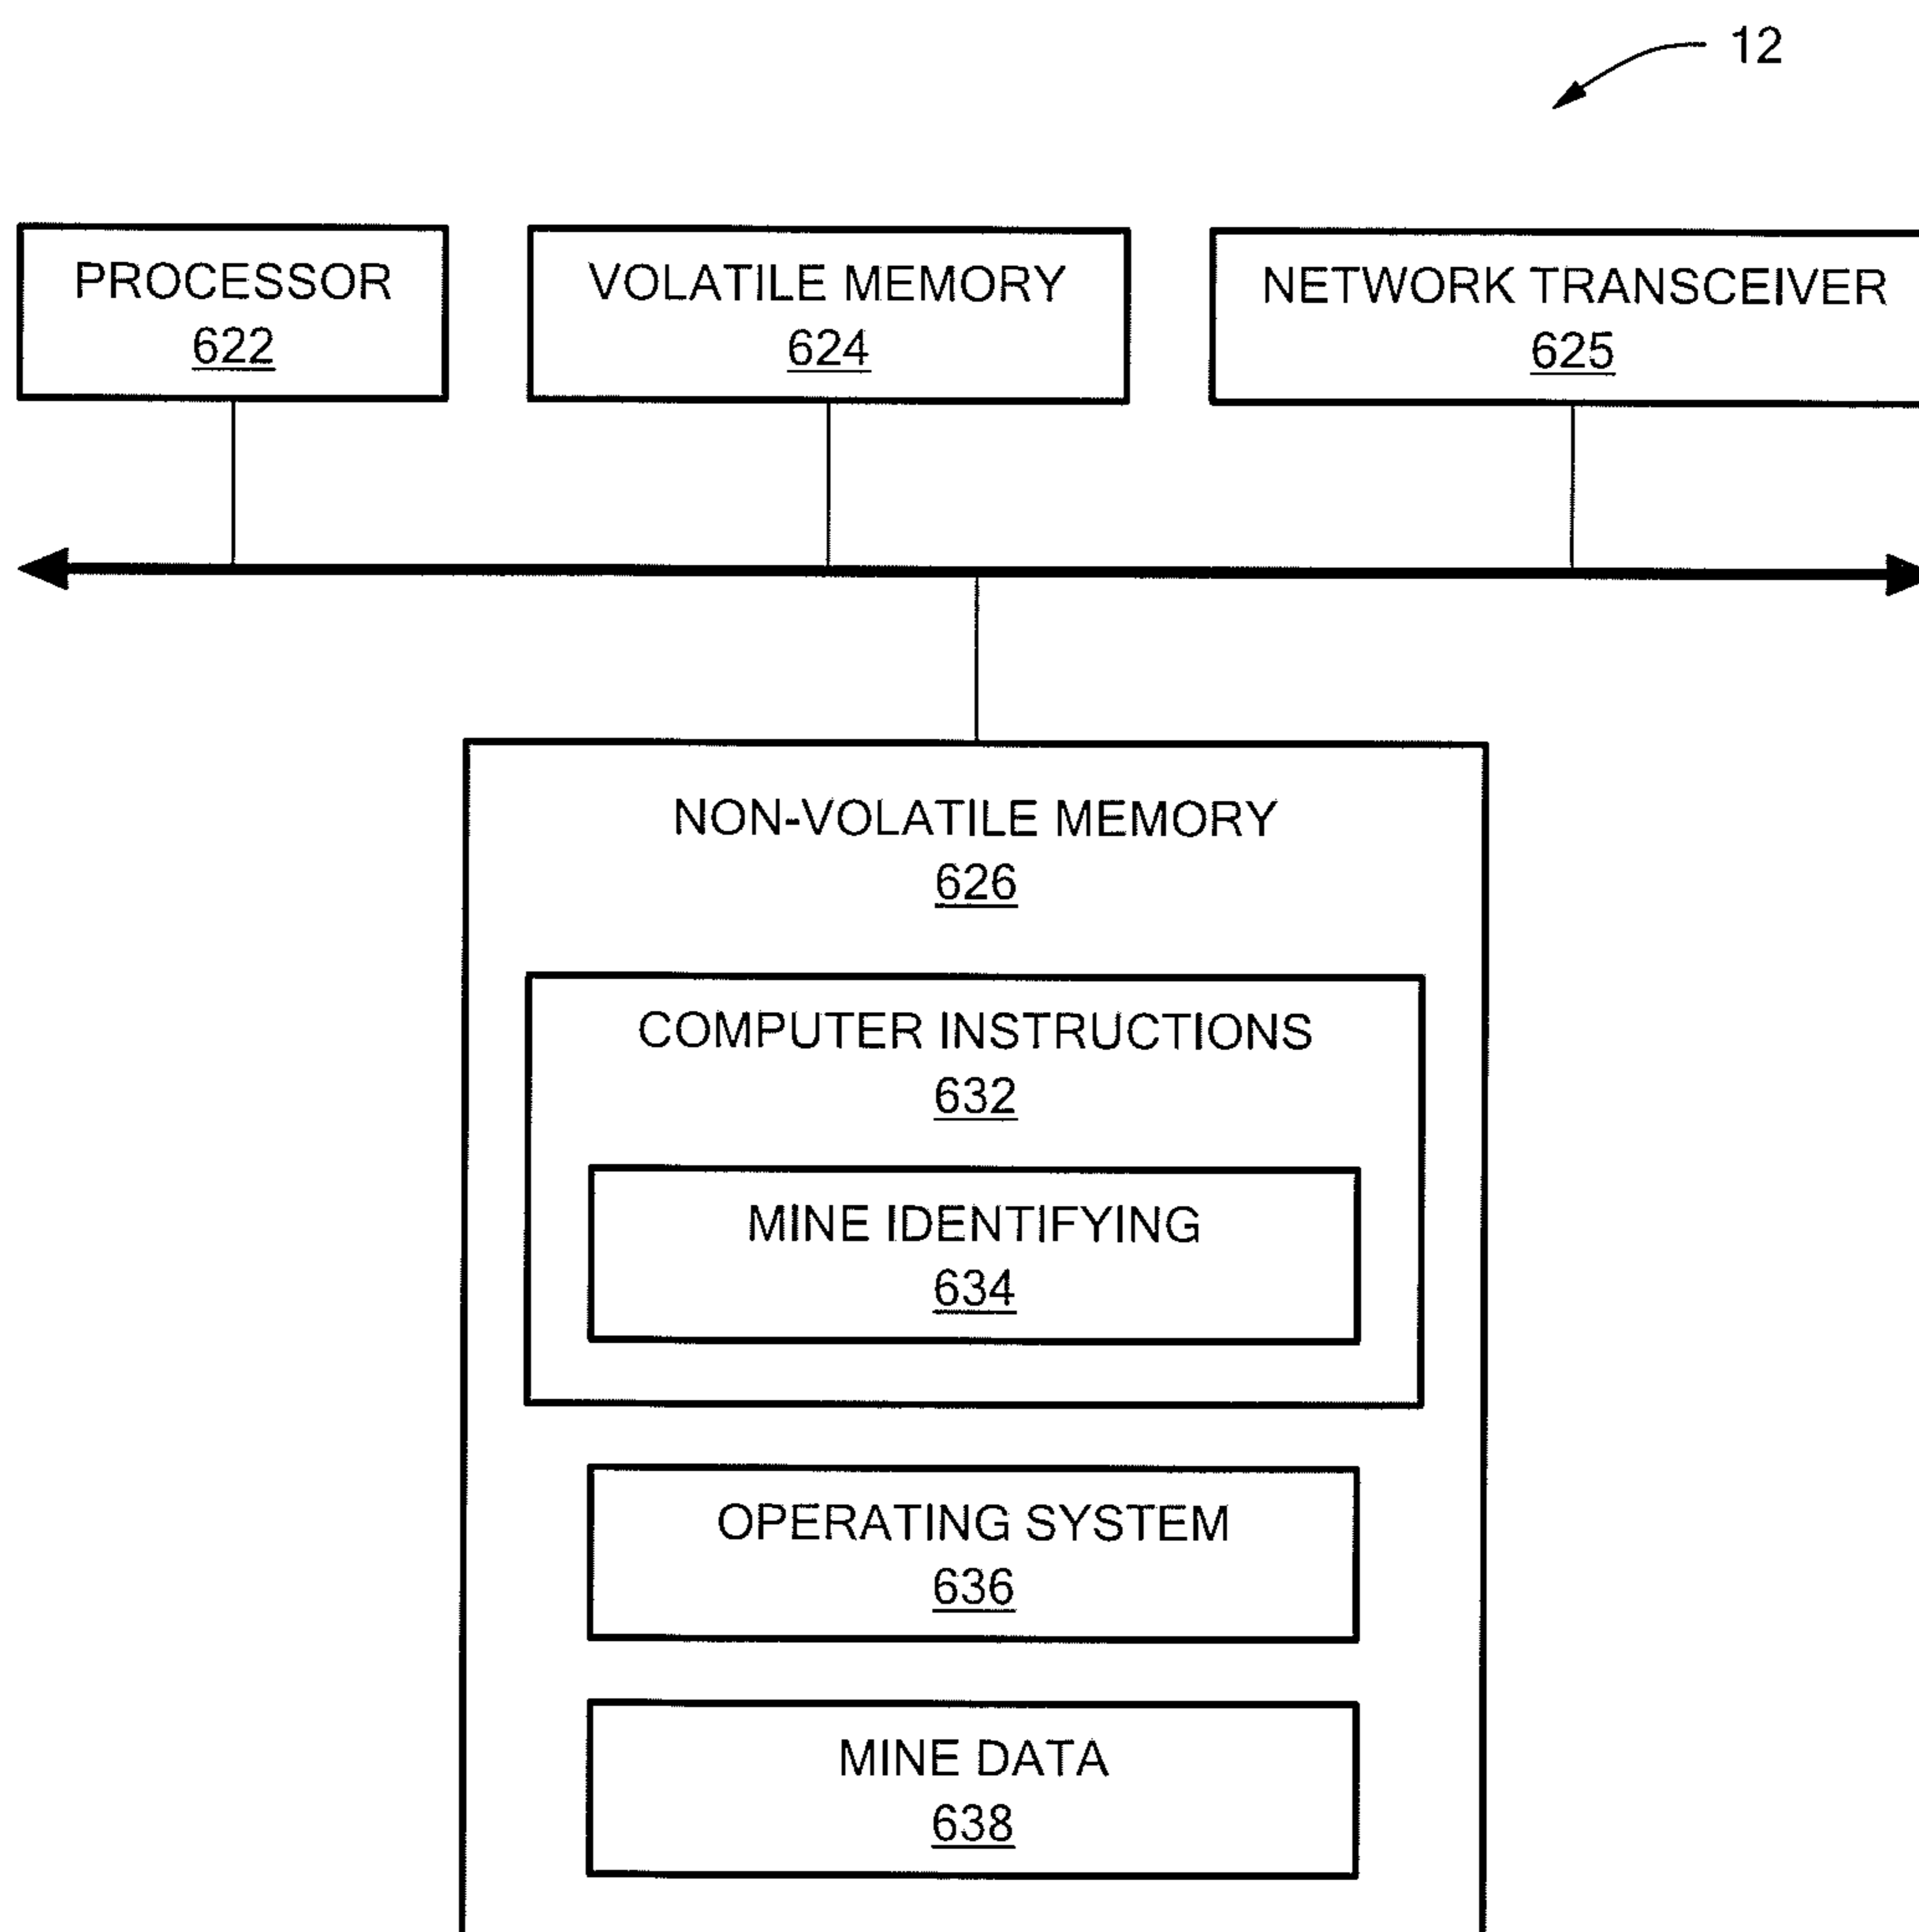 12
PROCESSOR
622
VOLATILE MEMORY
624
NETWORK TRANSCEIVER
625
NON-VOLATILE MEMORY
626
COMPUTER INSTRUCTIONS
632
MINE IDENTIFYING
634
OPERATING SYSTEM
636
MINE DATA
638